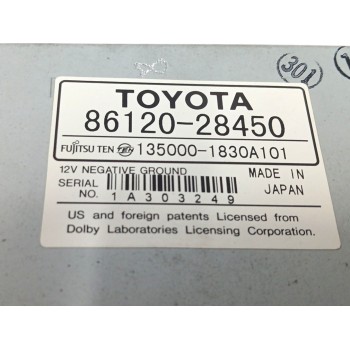 (301)
TOYOTA
86120-28450
FUJITSU TEN TEN 135000-1830A101
12V NEGATIVE GROUND
MADE IN
JAPAN
SERIAL
NO. 1A303249
US and foreign patents Licensed from
Dolby Laboratories Licensing Corporation.